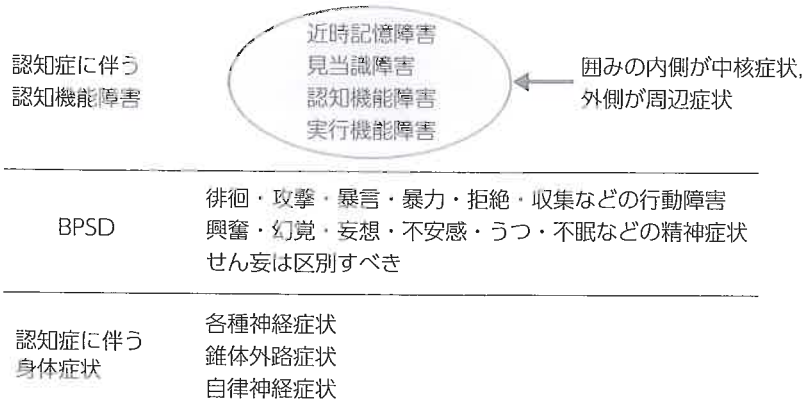 近時記憶障害
見当識障害
認知機能障害
実行機能障害
認知症に伴う
認知機能障害
囲みの内側が中核症状,
外側が周辺症状
BPSD
徘徊・攻撃・暴言・暴力・拒絶・収集などの行動障害
興奮・幻覚・妄想・不安感・うつ・不眠などの精神症状
せん妄は区別すべき
認知症に伴う
身体症状
各種神経症状
錐体外路症状
自律神経症状